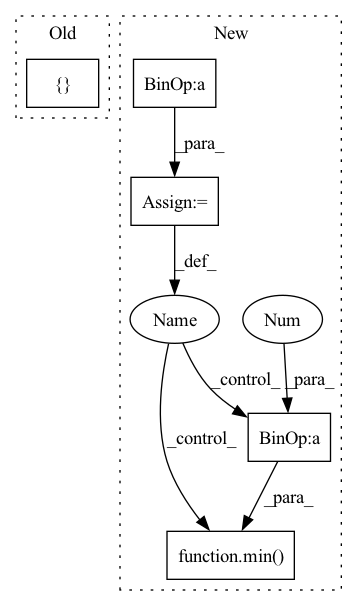 Old
New
{}
BinOp:a
_para_
Assign:=
_def_
Name
Num
_control_
_para_
_control_
BinOp:a
_para_
function.min()